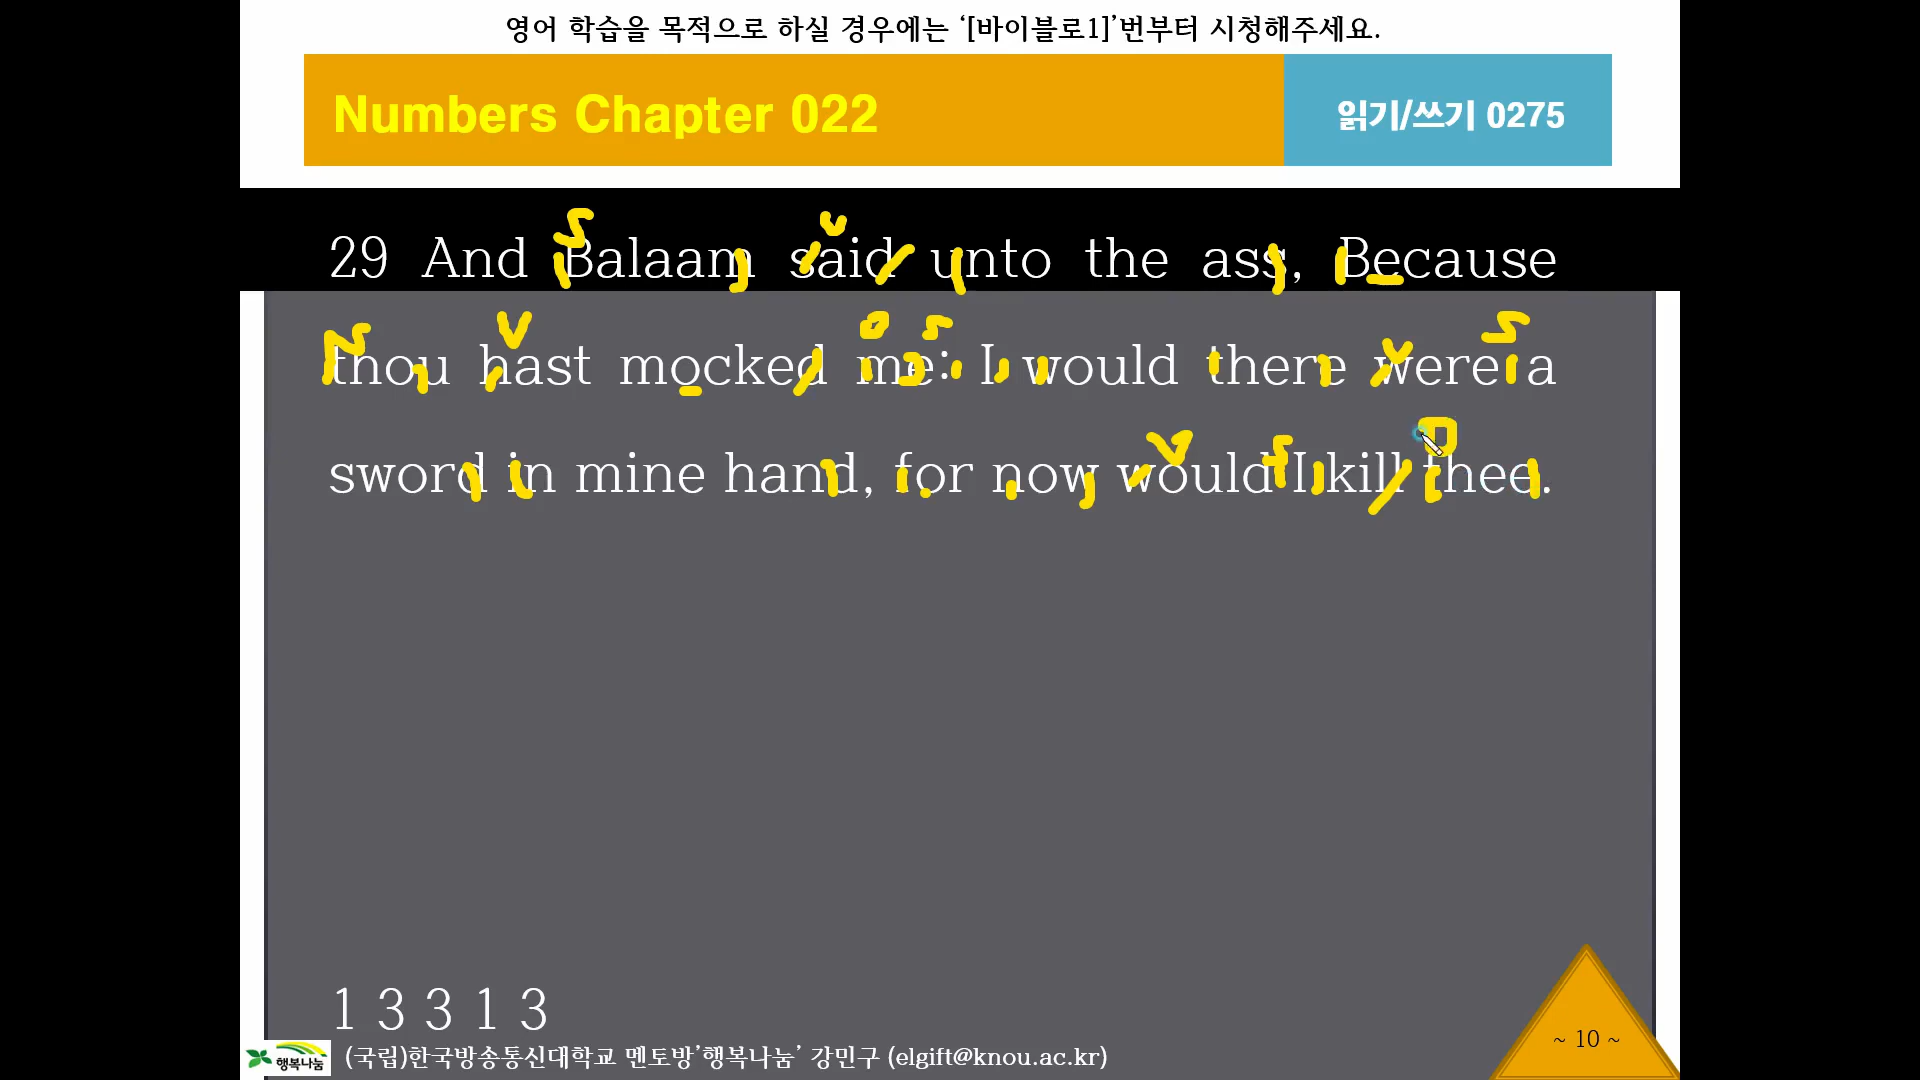 영어 학습을 목적으로 하실 경우에는 ‘[바이블로1]’번부터 시청해주세요.
Numbers Chapter 022
읽기/쓰기 0275
29 And Balaam said unto the ass, Because
thou hast mocked me: I would there were a
sword in mine hand, for now would I kill thee.
1 3 3 1 3
~ 10 ~
행복나눔
(국립)한국방송통신대학교 멘토방’행복나눔’ 강민구 (elgift@knou.ac.kr)